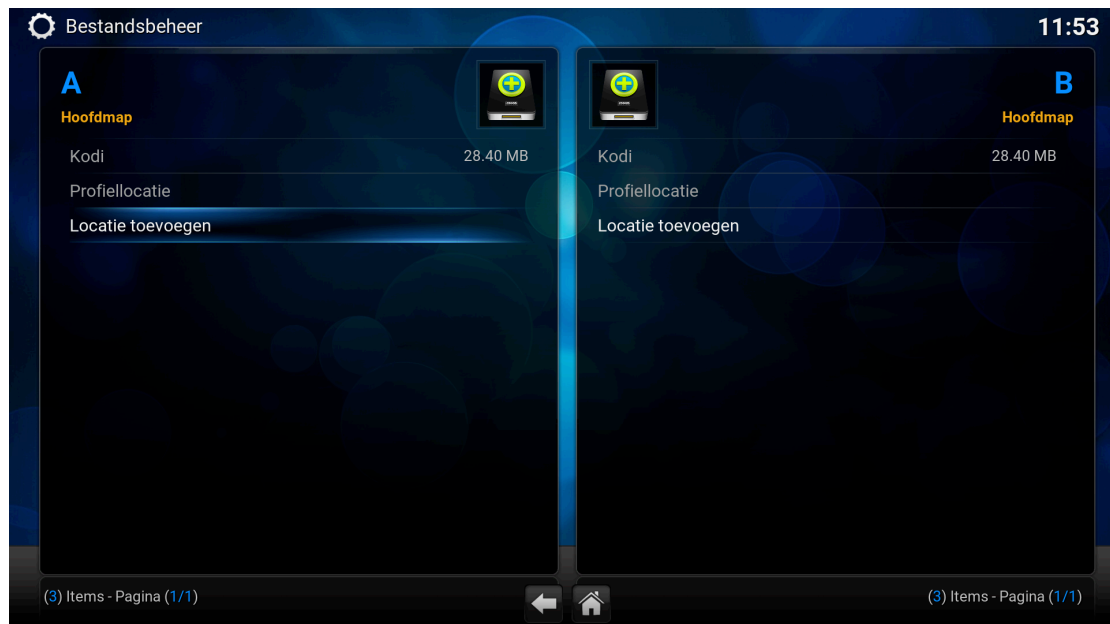 Bestandsbeheer
11:53
A
Hoofdmap
Kodi 28.40 MB
Profiellocatie
Locatie toevoegen
(3) Items - Pagina (1/1)
B
Hoofdmap
Kodi 28.40 MB
Profiellocatie
Locatie toevoegen
(3) Items - Pagina (1/1)